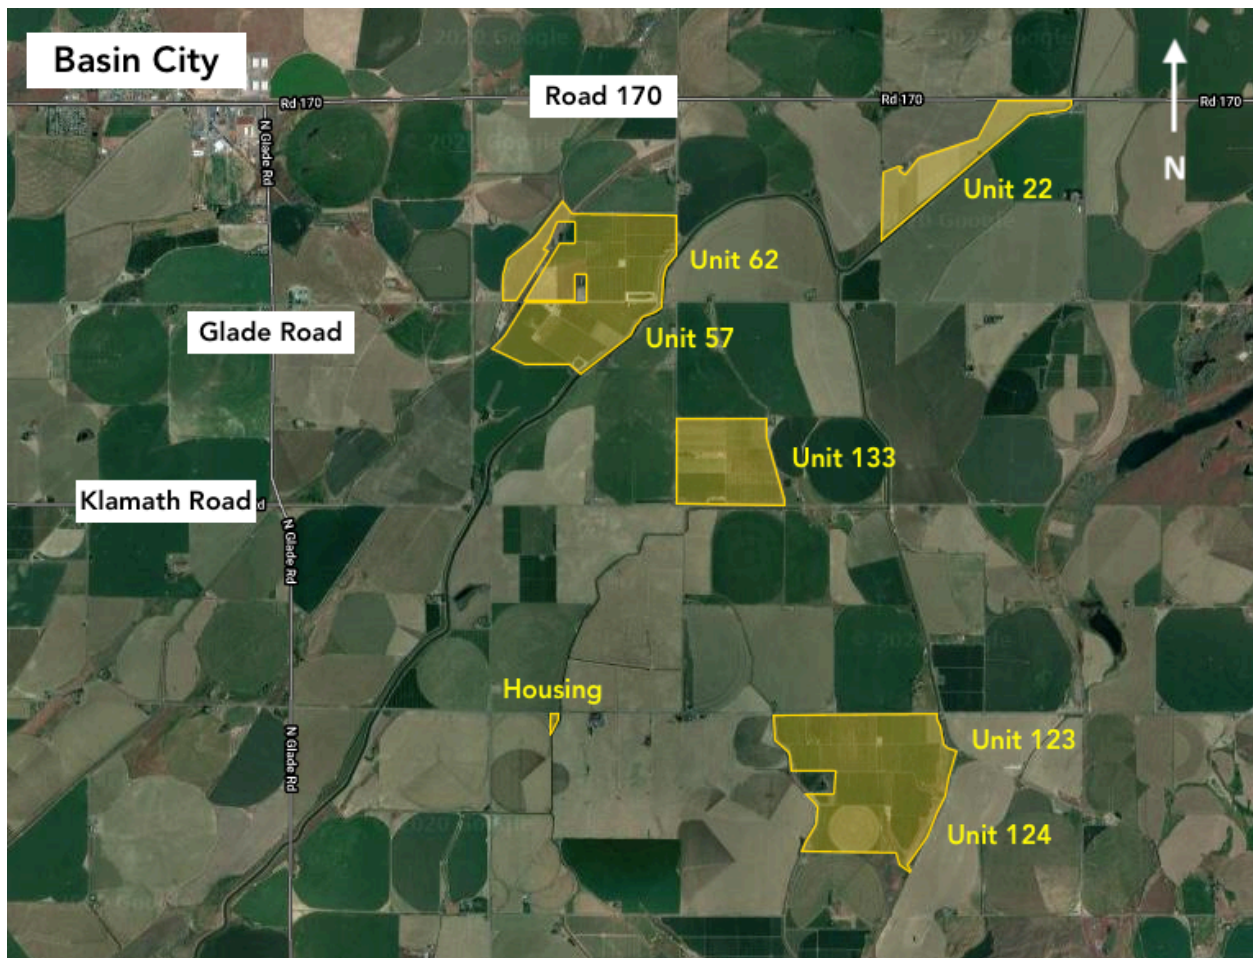 Basin City
Road 170
Rd 170
Rd 170
Rd 170
N Glade Rd
N
Unit 22
Unit 62
Glade Road
Unit 57
Unit 133
Klamath Road
d
N Glade Rd
Housing
N Glade Rd
Unit 123
Unit 124